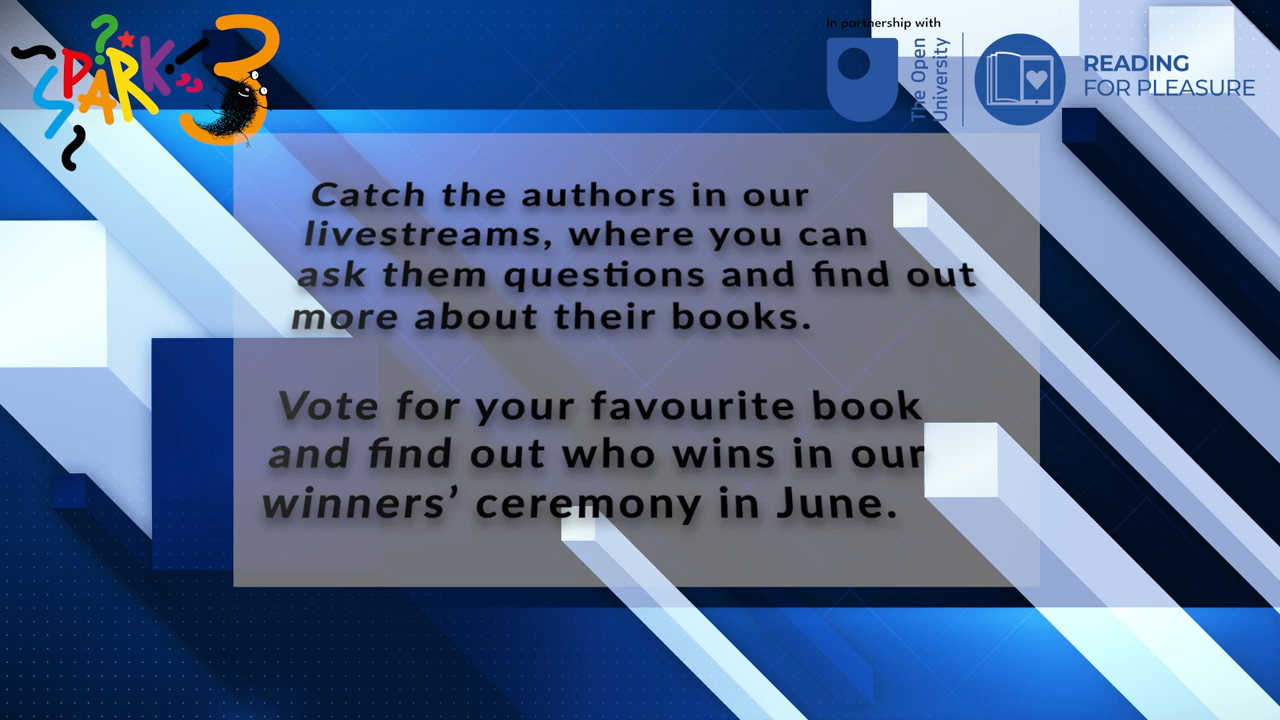 SPARK! 3
In partnership with
The Open
University
READING
FOR PLEASURE
Catch the authors in our
livestreams, where you can
ask them questions and find out
more about their books.
Vote for your favourite book
and find out who wins in our
winners’ ceremony in June.